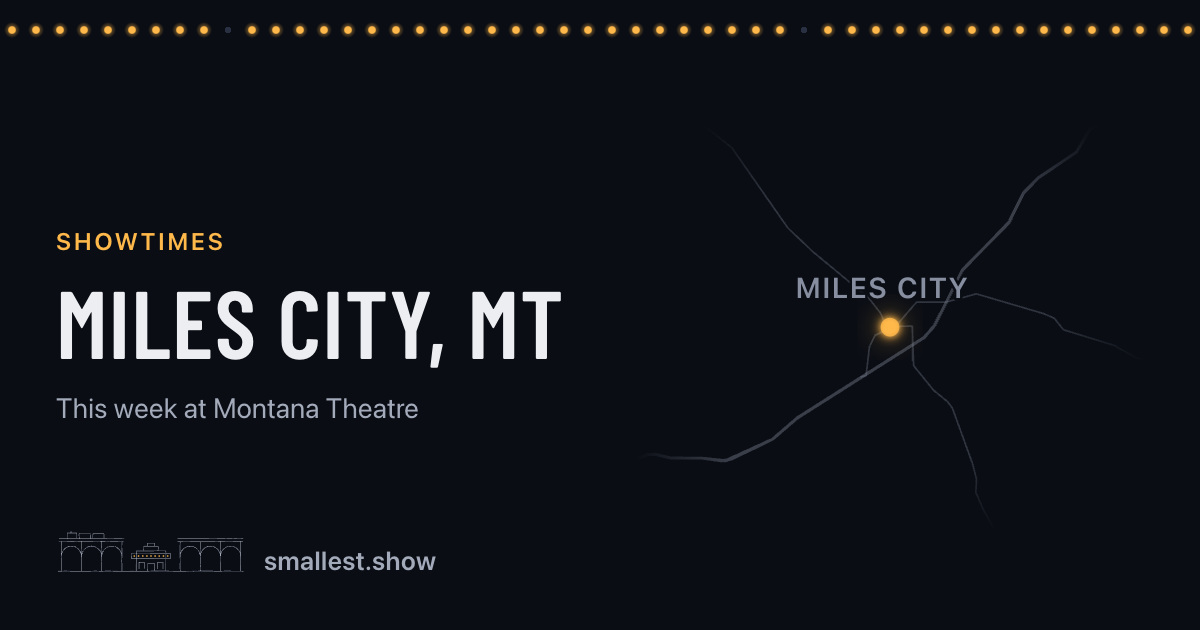 SHOWTIMES
MILES CITY, MT
This week at Montana Theatre
MILES CITY
smallest.show